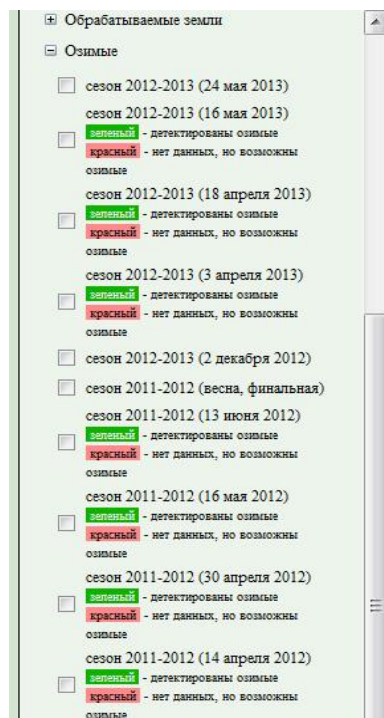 Обрабатываемые земли
Озимые
сезон 2012-2013 (24 мая 2013)
сезон 2012-2013 (16 мая 2013)
зеленый - детектированы озимые
красный - нет данных, но возможны
озимые
сезон 2012-2013 (18 апреля 2013)
зеленый - детектированы озимые
красный - нет данных, но возможны
озимые
сезон 2012-2013 (3 апреля 2013)
зеленый - детектированы озимые
красный - нет данных, но возможны
озимые
сезон 2012-2013 (2 декабря 2012)
сезон 2011-2012 (весна, финальная)
сезон 2011-2012 (13 июня 2012)
зеленый - детектированы озимые
красный - нет данных, но возможны
озимые
сезон 2011-2012 (16 мая 2012)
зеленый - детектированы озимые
красный - нет данных, но возможны
озимые
сезон 2011-2012 (30 апреля 2012)
зеленый - детектированы озимые
красный - нет данных, но возможны
озимые
сезон 2011-2012 (14 апреля 2012)
зеленый - детектированы озимые
красный - нет данных, но возможны
озимые